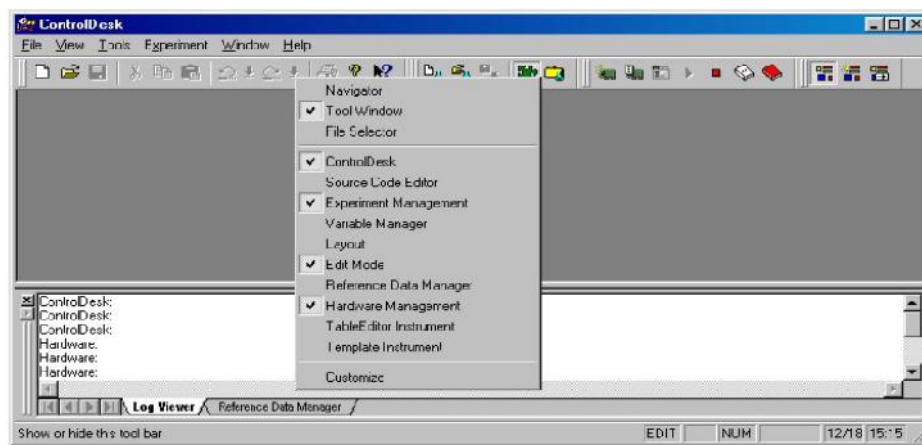 ControlDesk
File View Tools Experiment Window Help
Navigator
Tool Window
File Selector
ControlDesk
Source Code Editor
Experiment Management
Variable Manager
Layout
Edit Mode
Reference Data Manager
Hardware Management
TableEditor Instrument
Template Instrument
Customize
ControlDesk:
ControlDesk:
ControlDesk:
Hardware:
Hardware:
Hardware:
Log Viewer Reference Data Manager
Show or hide this tool bar EDIT NUM 12/18 15:15